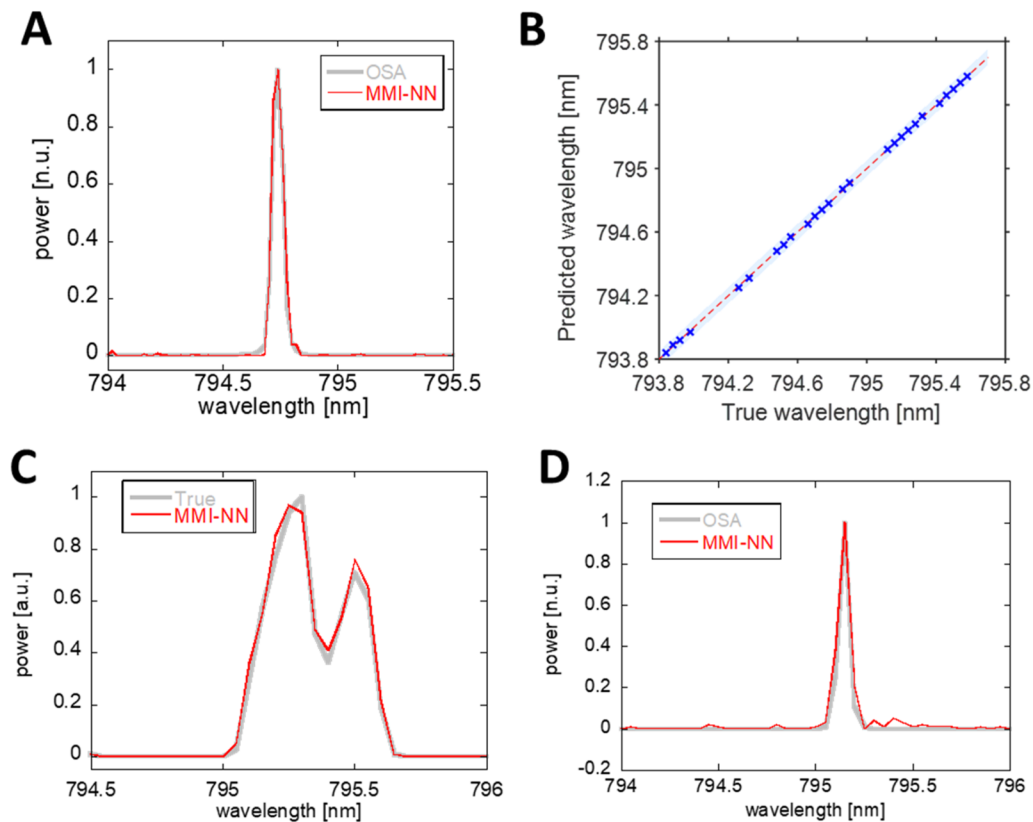 A
1
0.8
0.6
0.4
0.2
0
power [n.u.]
OSA
MMI-NN
794
794.5
795
795.5
wavelength [nm]
B
795.8
795.4
795
794.6
794.2
793.8
Predicted wavelength [nm]
793.8
794.2
794.6
795
795.4
795.8
True wavelength [nm]
C
1
0.8
0.6
0.4
0.2
0
power [a.u.]
True
MMI-NN
794.5
795
795.5
796
wavelength [nm]
D
1.2
1
0.8
0.6
0.4
0.2
0
-0.2
power [n.u.]
OSA
MMI-NN
794
794.5
795
795.5
796
wavelength [nm]